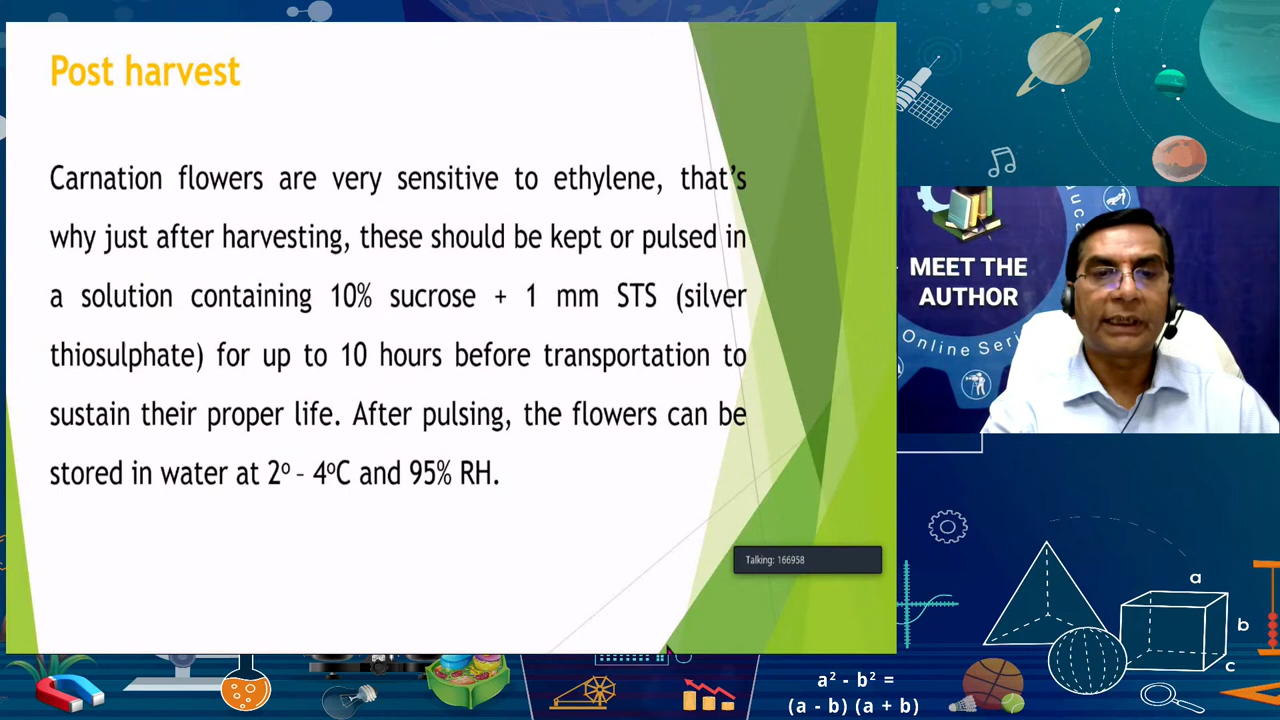 Post harvest
Carnation flowers are very sensitive to ethylene, that's
why just after harvesting, these should be kept or pulsed in
a solution containing 10% sucrose + 1 mm STS (silver
thiosulphate) for up to 10 hours before transportation to
sustain their proper life. After pulsing, the flowers can be
stored in water at 2º – 4ºC and 95% RH.
Talking: 166958
MEET THE
AUTHOR
Online Seri
a
b
c
a² - b² =
(a - b) (a + b)